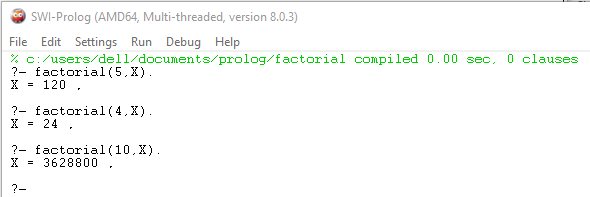 SWI-Prolog (AMD64, Multi-threaded, version 8.0.3)
File Edit Settings Run Debug Help
% c:/users/dell/documents/prolog/factorial compiled 0.00 sec, 0 clauses
?- factorial(5,X).
X = 120 .
?- factorial(4,X).
X = 24 .
?- factorial(10,X).
X = 3628800 .
?-